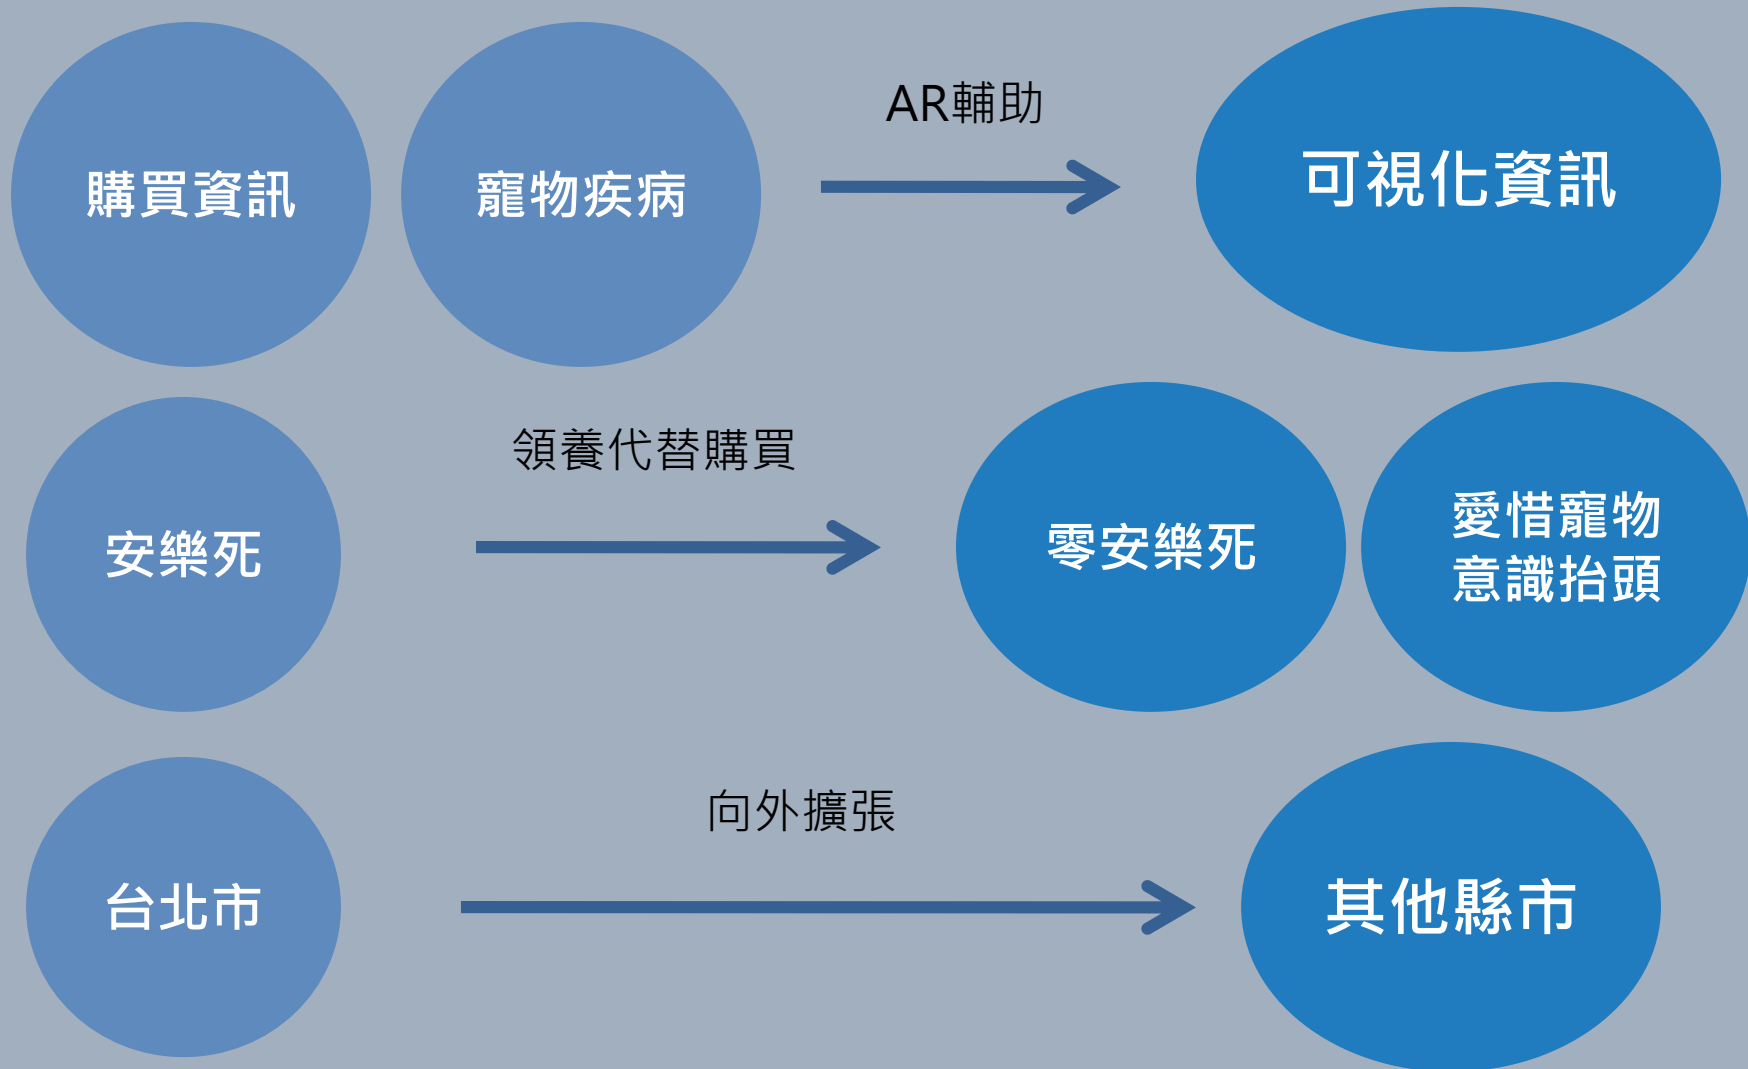 購買資訊
寵物疾病
AR輔助
可視化資訊
安樂死
領養代替購買
零安樂死
愛惜寵物
意識抬頭
台北市
向外擴張
其他縣市